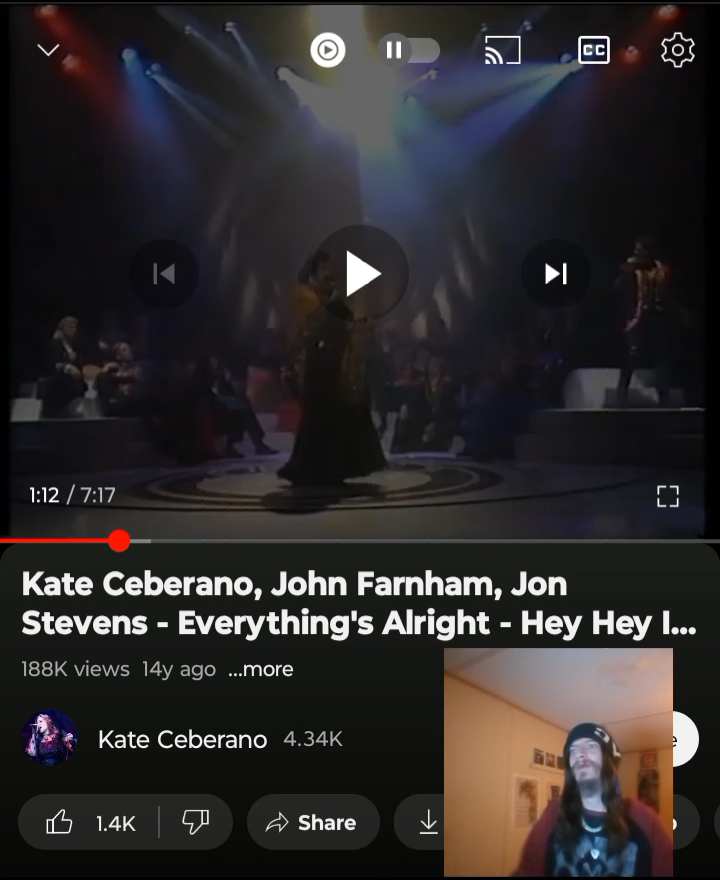 CC
1:12 / 7:17
Kate Ceberano, John Farnham, Jon
Stevens - Everything's Alright - Hey Hey I...
188K views 14y ago ...more
Kate Ceberano 4.34K
1.4K
Share